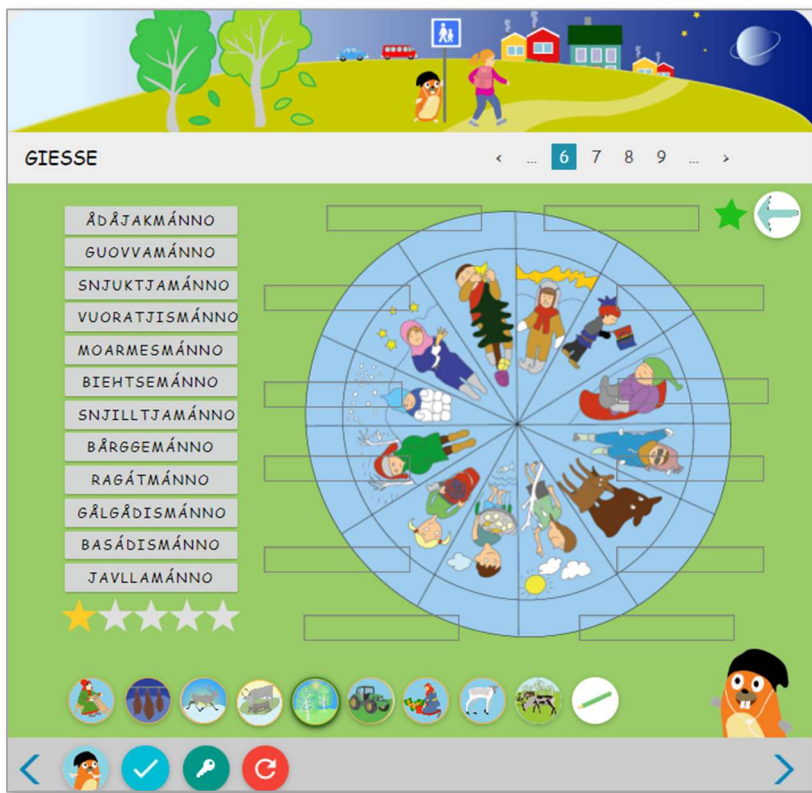 GIESSE
‹ ... 6 7 8 9 ... ›
ÅDÅJAKMÁNNO
GUOVVAMÁNNO
SNJUKTJAMÁNNO
VUORATJISMÁNNO
MOARMESMÁNNO
BIEHTSEMÁNNO
SNJILLTJAMÁNNO
BÅRGGEMÁNNO
RAGÁTMÁNNO
GÅLGÅDISMÁNNO
BASÁDISMÁNNO
JAVLLAMÁNNO